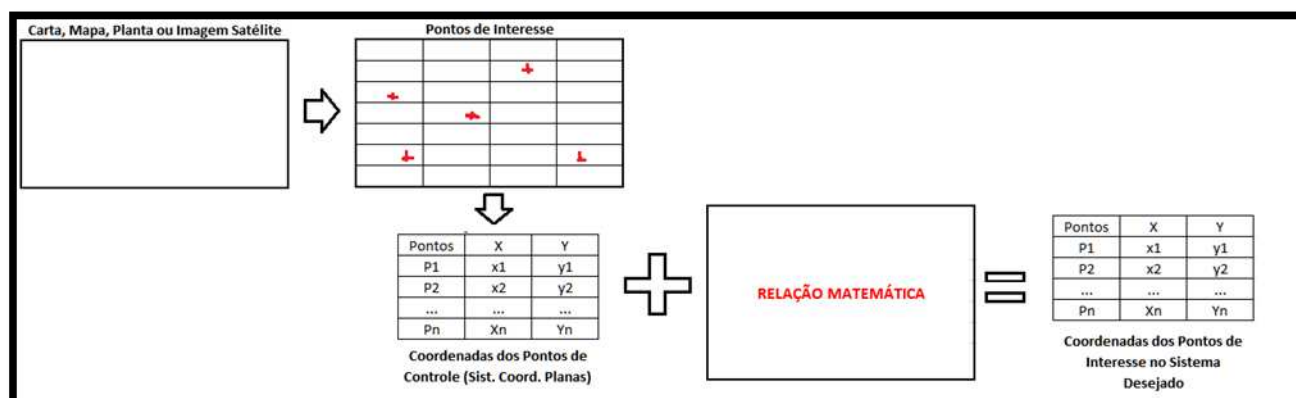 Carta, Mapa, Planta ou Imagem Satélite
Pontos de Interesse
Pontos X Y
P1 x1 y1
P2 x2 y2
... ... ...
Pn Xn Yn
Coordenadas dos Pontos de
Controle (Sist. Coord. Planas)
RELAÇÃO MATEMÁTICA
Pontos X Y
P1 x1 y1
P2 x2 y2
... ... ...
Pn Xn Yn
Coordenadas dos Pontos de
Interesse no Sistema
Desejado